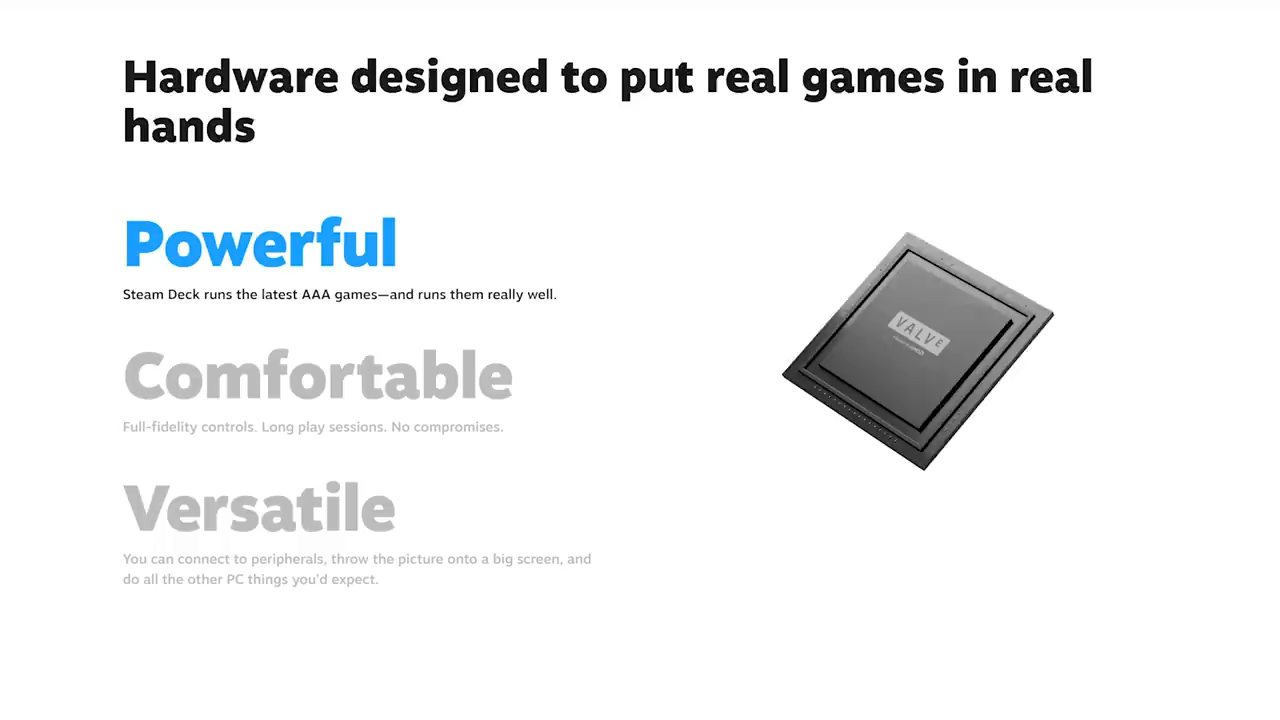 Hardware designed to put real games in real
hands
Powerful
Steam Deck runs the latest AAA games—and runs them really well.
VALVE
Comfortable
Full-fidelity controls. Long play sessions. No compromises.
Versatile
You can connect to peripherals, throw the picture onto a big screen, and
do all the other PC things you'd expect.